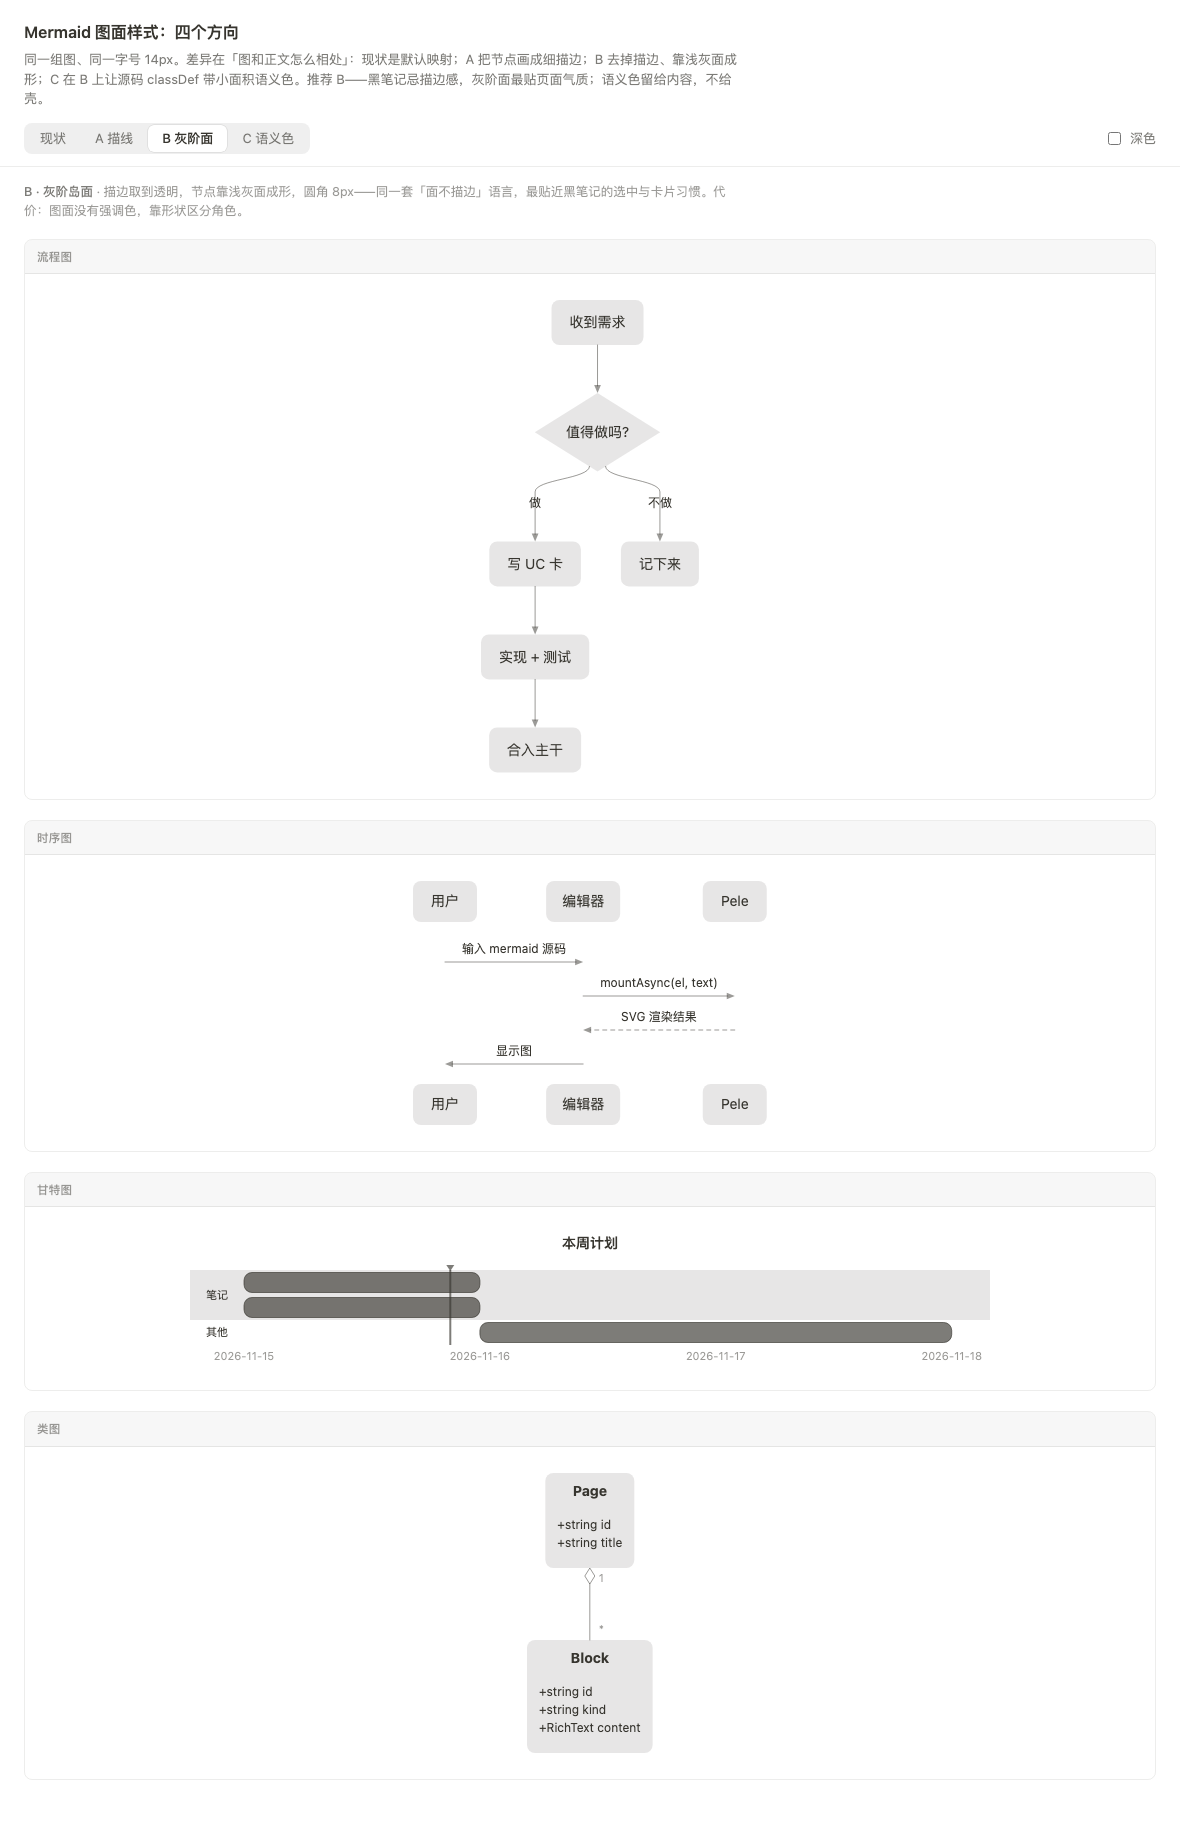 Mermaid 图面样式：四个方向
同一组图、同一字号 14px。差异在「图和正文怎么相处」：现状是默认映射；A 把节点画成细描边；B 去掉描边、靠浅灰面成
形；C 在 B 上让源码 classDef 带小面积语义色。推荐 B——黑笔记忌描边感，灰阶面最贴页面气质；语义色留给内容，不给
壳。
现状 A 描线 B 灰阶面 C 语义色 深色
B · 灰阶岛面 · 描边取到透明，节点靠浅灰面成形，圆角 8px——同一套「面不描边」语言，最贴近黑笔记的选中与卡片习惯。代
价：图面没有强调色，靠形状区分角色。
流程图
收到需求
值得做吗?
做 不做
写 UC 卡 记下来
实现 + 测试
合入主干
时序图
用户 编辑器 Pele
输入 mermaid 源码
mountAsync(el, text)
SVG 渲染结果
显示图
用户 编辑器 Pele
甘特图
本周计划
笔记
其他
2026-11-15 2026-11-16 2026-11-17 2026-11-18
类图
Page
+string id
+string title
1
*
Block
+string id
+string kind
+RichText content